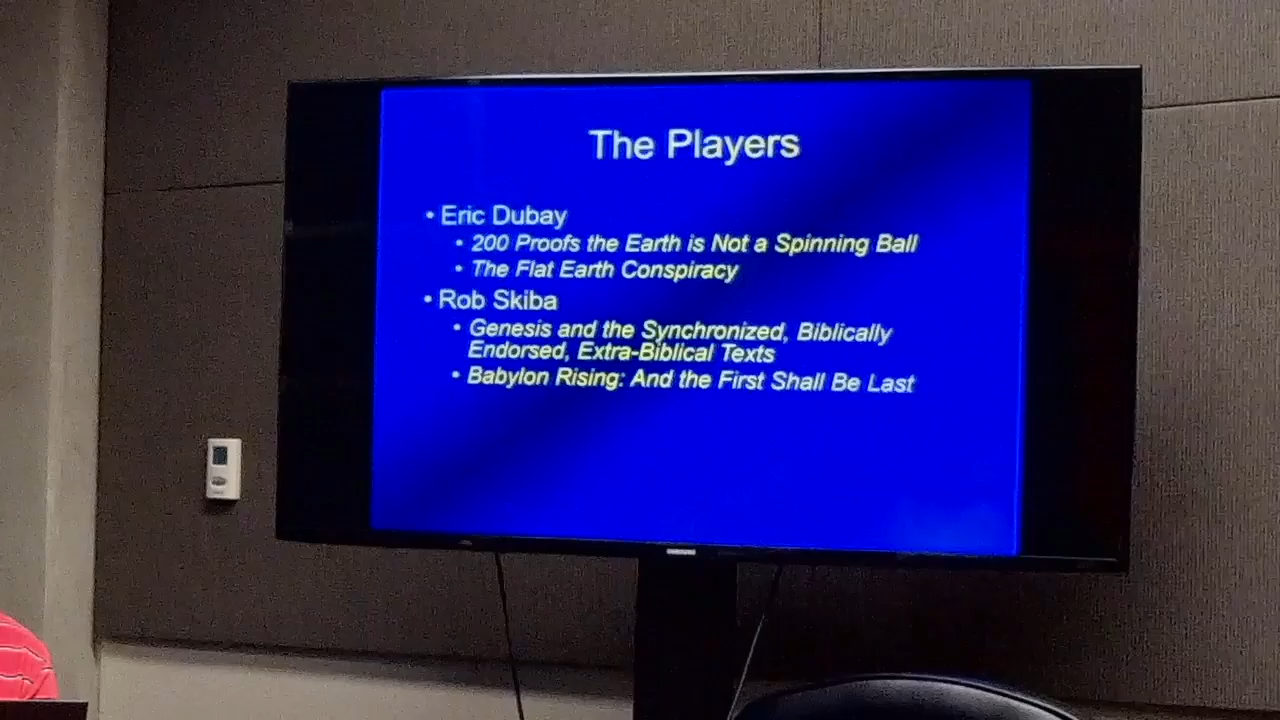 The Players
• Eric Dubay
• 200 Proofs the Earth is Not a Spinning Ball
• The Flat Earth Conspiracy
• Rob Skiba
• Genesis and the Synchronized, Biblically
Endorsed, Extra-Biblical Texts
• Babylon Rising: And the First Shall Be Last